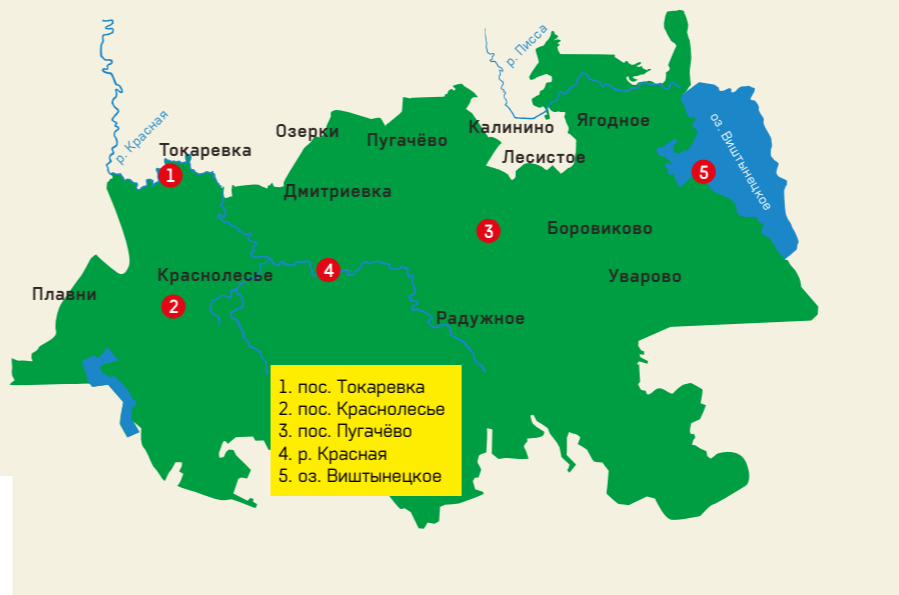 р. Писса
р. Красная
Озерки
Пугачёво
Калинино
Ягодное
Токаревка
Лесистое
оз. Виштынецкое
1
5
Дмитриевка
3
Боровиково
Краснолесье
4
Уварово
Плавни
2
Радужное
1. пос. Токаревка
2. пос. Краснолесье
3. пос. Пугачёво
4. р. Красная
5. оз. Виштынецкое